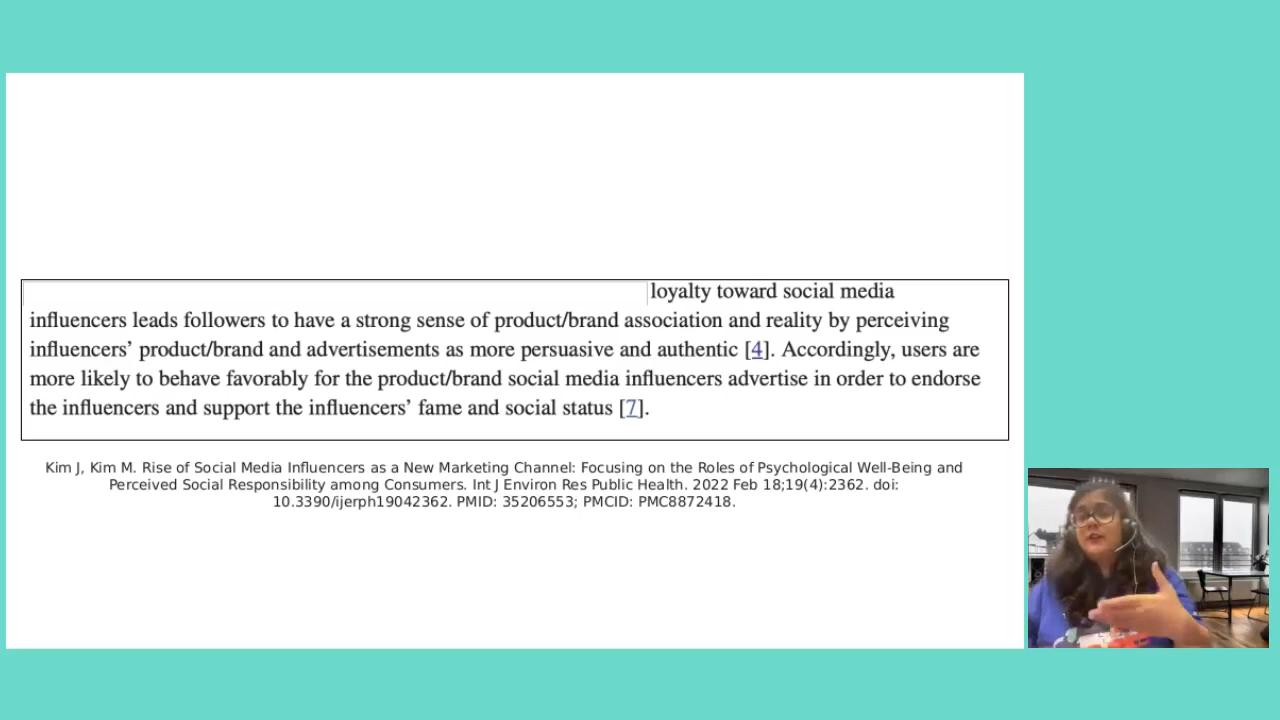 loyalty toward social media
influencers leads followers to have a strong sense of product/brand association and reality by perceiving
influencers’ product/brand and advertisements as more persuasive and authentic [4]. Accordingly, users are
more likely to behave favorably for the product/brand social media influencers advertise in order to endorse
the influencers and support the influencers’ fame and social status [7].
Kim J, Kim M. Rise of Social Media Influencers as a New Marketing Channel: Focusing on the Roles of Psychological Well-Being and
Perceived Social Responsibility among Consumers. Int J Environ Res Public Health. 2022 Feb 18;19(4):2362. doi:
10.3390/ijerph19042362. PMID: 35206553; PMCID: PMC8872418.